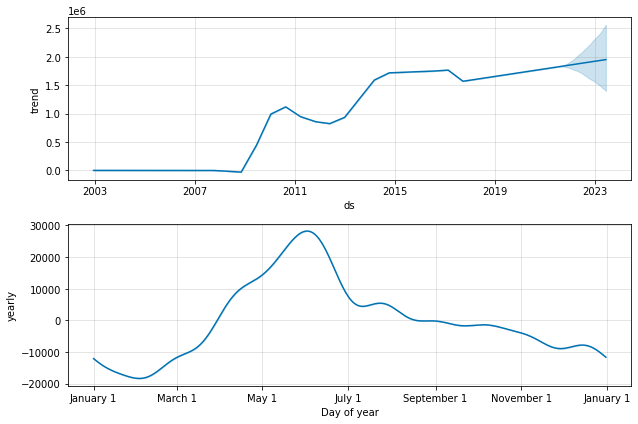 1e6
2.5
2.0
1.5
1.0
0.5
0.0
trend
2003 2007 2011 2015 2019 2023
ds
30000
20000
10000
0
−10000
−20000
yearly
January 1 March 1 May 1 July 1 September 1 November 1 January 1
Day of year